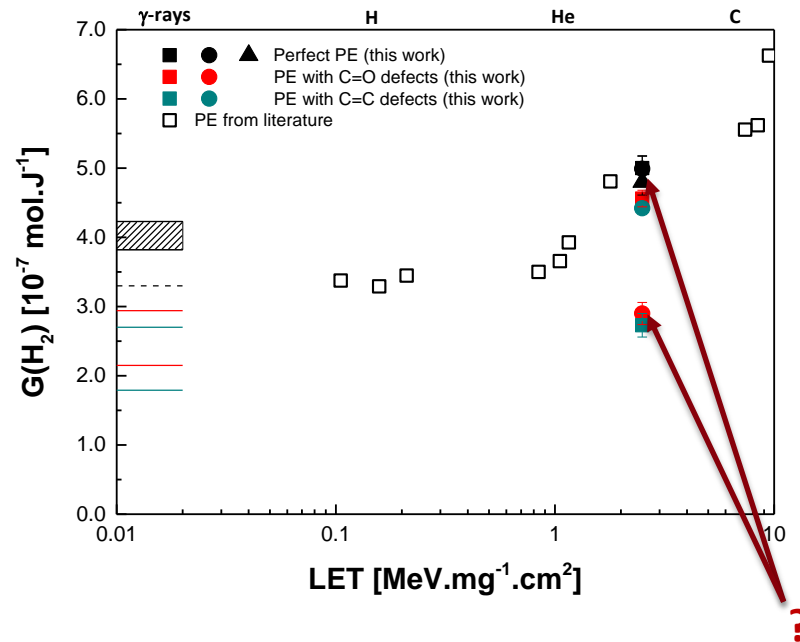 γ-rays H He C
7.0
6.0
5.0
4.0
3.0
2.0
1.0
0.0
G(H₂) [10⁻⁷ mol.J⁻¹]
Perfect PE (this work)
PE with C=O defects (this work)
PE with C=C defects (this work)
PE from literature
0.01 0.1 1 10
LET [MeV.mg⁻¹.cm²]
?